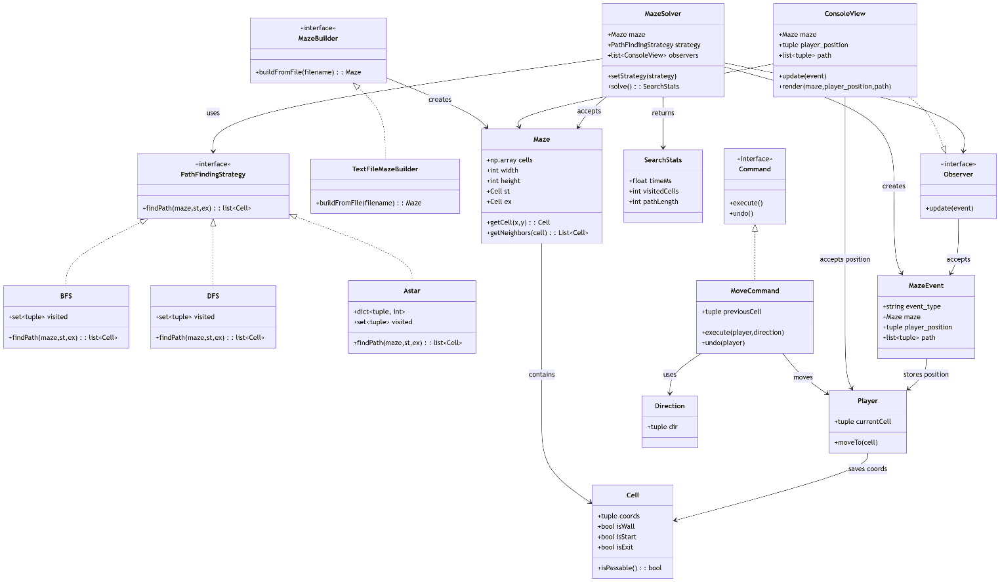 «interface»
MazeBuilder
+buildFromFile(filename) : : Maze
MazeSolver
+Maze maze
+PathFindingStrategy strategy
+list<ConsoleView> observers
+setStrategy(strategy)
+solve() : : SearchStats
ConsoleView
+Maze maze
+tuple player_position
+list<tuple> path
+update(event)
+render(maze,player_position,path)
uses
creates
accepts
returns
«interface»
PathFindingStrategy
+findPath(maze,st,ex) : : list<Cell>
TextFileMazeBuilder
+buildFromFile(filename) : : Maze
Maze
+np.array cells
+int width
+int height
+Cell st
+Cell ex
+getCell(x,y) : : Cell
+getNeighbors(cell) : : List<Cell>
SearchStats
+float timeMs
+int visitedCells
+int pathLength
«interface»
Command
+execute()
+undo()
creates
«interface»
Observer
+update(event)
accepts position
accepts
BFS
+set<tuple> visited
+findPath(maze,st,ex) : : list<Cell>
DFS
+set<tuple> visited
+findPath(maze,st,ex) : : list<Cell>
Astar
+dict<tuple, int>
+set<tuple> visited
+findPath(maze,st,ex) : : list<Cell>
MoveCommand
+tuple previousCell
+execute(player,direction)
+undo(player)
MazeEvent
+string event_type
+Maze maze
+tuple player_position
+list<tuple> path
contains
uses
moves
stores position
Direction
+tuple dir
Player
+tuple currentCell
+moveTo(cell)
saves coords
Cell
+tuple coords
+bool isWall
+bool isStart
+bool isExit
+isPassable() : : bool